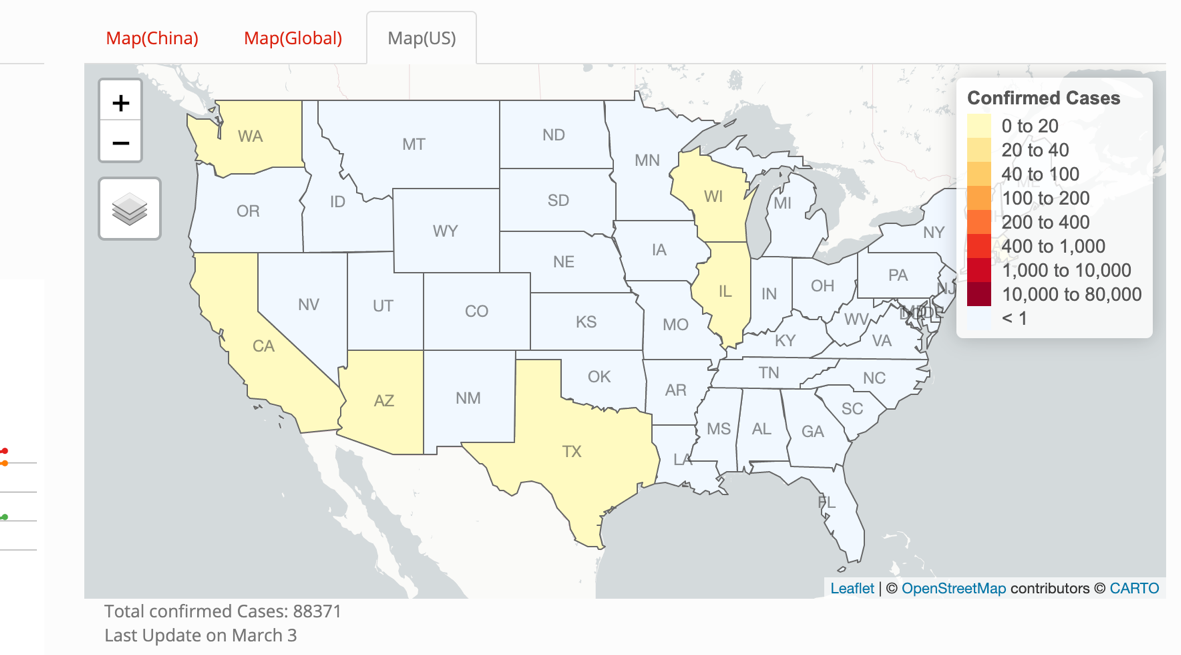 Map(China) Map(Global) Map(US)
+
−
Confirmed Cases
0 to 20
20 to 40
40 to 100
100 to 200
200 to 400
400 to 1,000
1,000 to 10,000
10,000 to 80,000
< 1
WA MT ND MN
OR ID SD WI MI
WY NY
IA
NE PA
NV UT CO IL IN OH NJ
KS MO WV
CA KY VA
OK TN NC
AZ NM AR SC
MS AL GA
TX LA
FL
Leaflet | © OpenStreetMap contributors © CARTO
Total confirmed Cases: 88371
Last Update on March 3